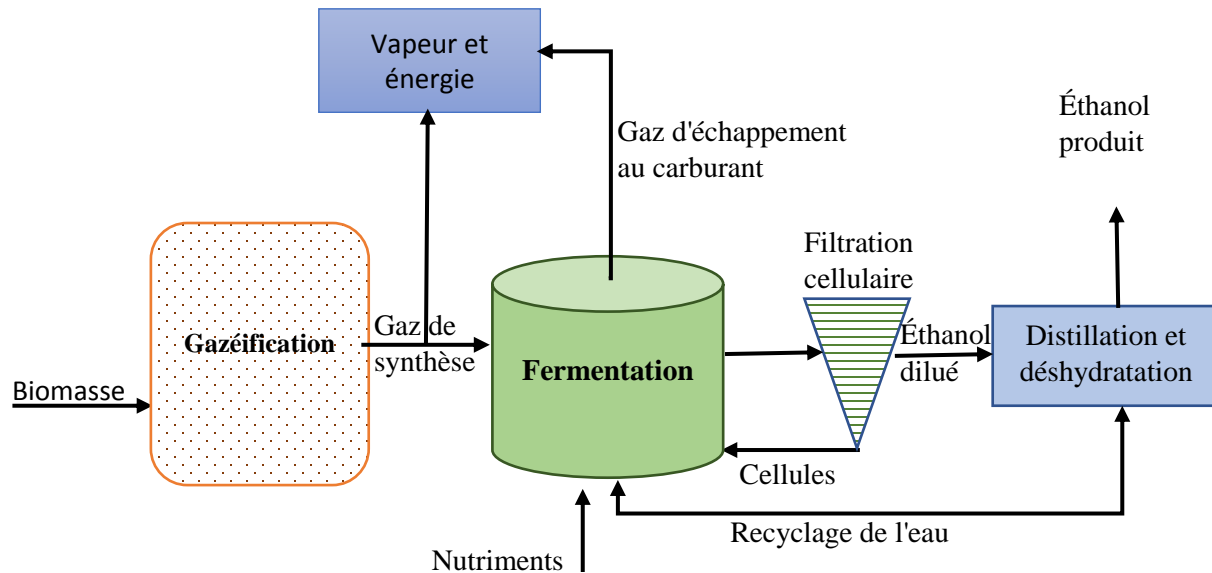 Vapeur et
énergie
Gaz d'échappement
au carburant
Éthanol
produit
Filtration
cellulaire
Gazéification
Gaz de
synthèse
Fermentation
Éthanol
dilué
Distillation et
déshydratation
Biomasse
Cellules
Recyclage de l'eau
Nutriments